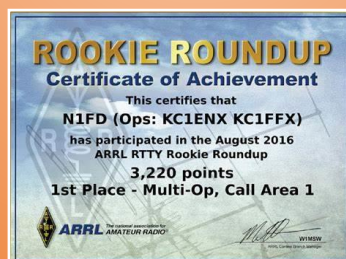 ROOKIE ROUNDUP
Certificate of Achievement
This certifies that
N1FD (Ops: KC1ENX KC1FFX)
has participated in the August 2016
ARRL RTTY Rookie Roundup
3,220 points
1st Place - Multi-Op, Call Area 1
ARRL The national association for
AMATEUR RADIO®
W1MSW